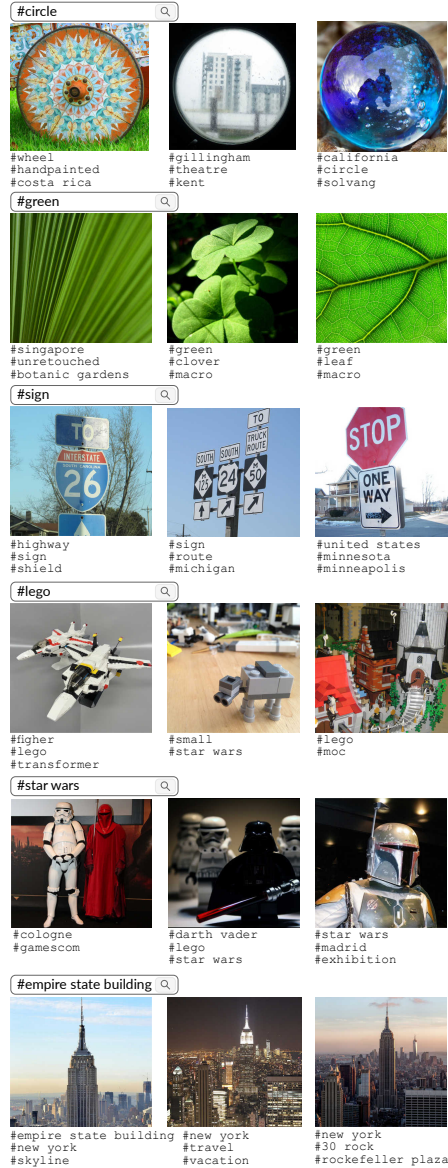 #circle
#wheel
#handpainted
#costa rica
#gillingham
#theatre
#kent
#california
#circle
#solvang
#green
#singapore
#unretouched
#botanic gardens
#green
#clover
#macro
#green
#leaf
#macro
#sign
TO
INTERSTATE
26
#highway
#sign
#shield
TO
TRUCK
ROUTE
SOUTH
SOUTH
M
125
24
M
50
#sign
#route
#michigan
STOP
ONE
WAY
#united states
#minnesota
#minneapolis
#lego
#figher
#lego
#transformer
#small
#star wars
#lego
#moc
#star wars
#cologne
#gamescom
#darth vader
#lego
#star wars
#star wars
#madrid
#exhibition
#empire state building
#empire state building
#new york
#skyline
#new york
#travel
#vacation
#new york
#30 rock
#rockefeller plaza